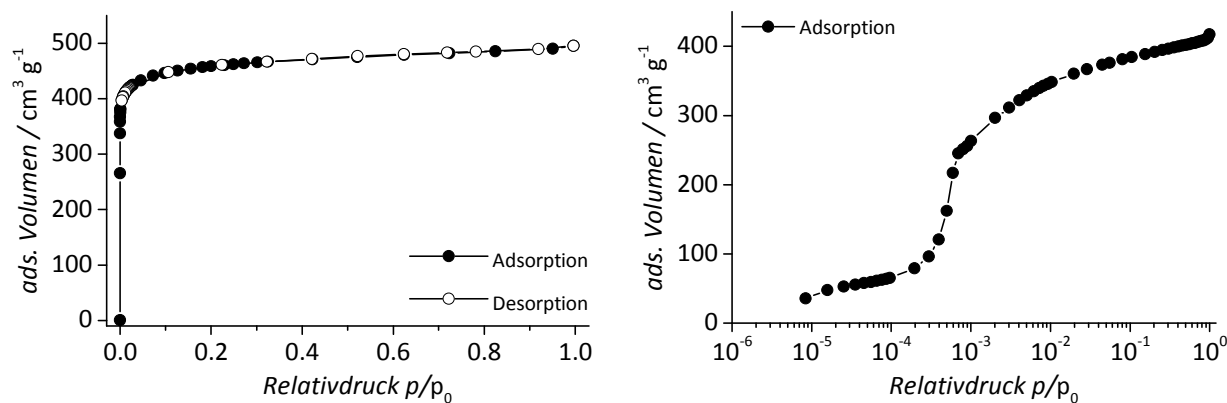 ads. Volumen / cm³ g⁻¹
500
400
300
200
100
0
Adsorption
Desorption
0.0 0.2 0.4 0.6 0.8 1.0
Relativdruck p/p₀
ads. Volumen / cm³ g⁻¹
Adsorption
400
300
200
100
0
10⁻⁶ 10⁻⁵ 10⁻⁴ 10⁻³ 10⁻² 10⁻¹ 10⁰
Relativdruck p/p₀